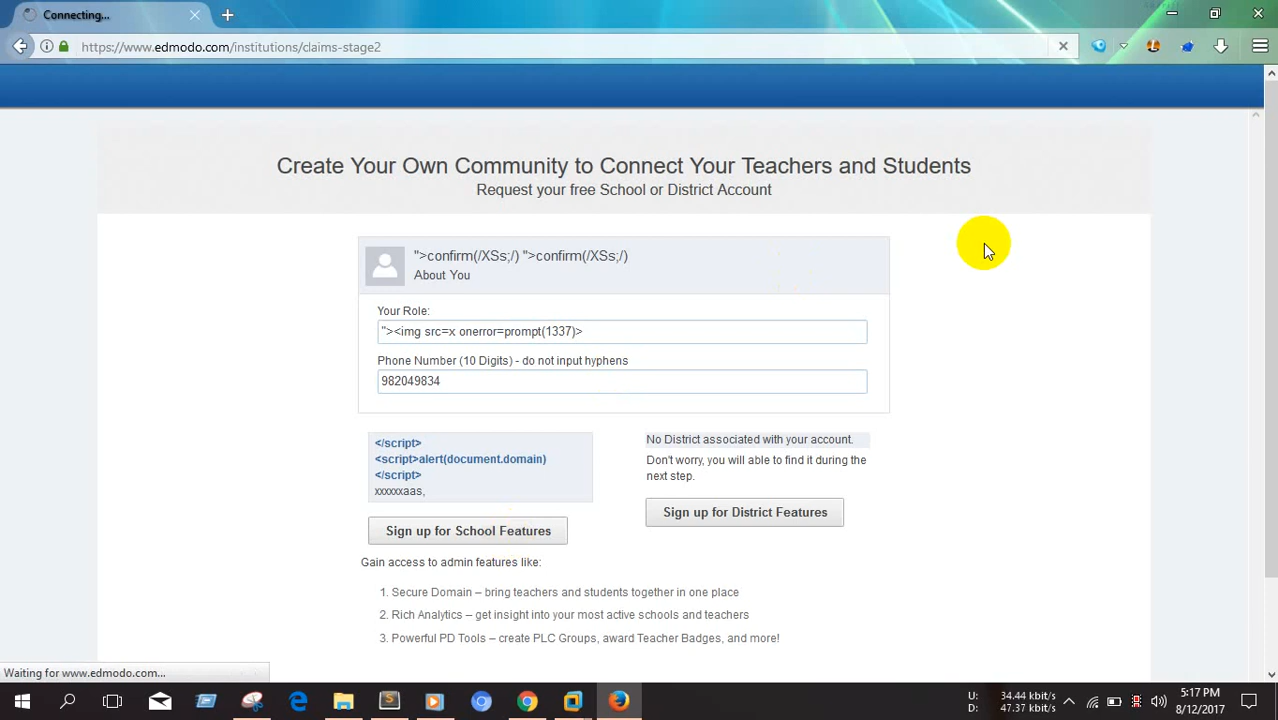 Connecting...
https://www.edmodo.com/institutions/claims-stage2
Create Your Own Community to Connect Your Teachers and Students
Request your free School or District Account
">confirm(/XSs;/) ">confirm(/XSs;/)
About You
Your Role:
"><img src=x onerror=prompt(1337)>
Phone Number (10 Digits) - do not input hyphens
982049834
</script>
<script>alert(document.domain)
</script>
xxxxxxaas,
Sign up for School Features
No District associated with your account.
Don't worry, you will able to find it during the
next step.
Sign up for District Features
Gain access to admin features like:
1. Secure Domain – bring teachers and students together in one place
2. Rich Analytics – get insight into your most active schools and teachers
3. Powerful PD Tools – create PLC Groups, award Teacher Badges, and more!
Waiting for www.edmodo.com...
U: 34.44 kbit/s
D: 47.37 kbit/s
5:17 PM
8/12/2017